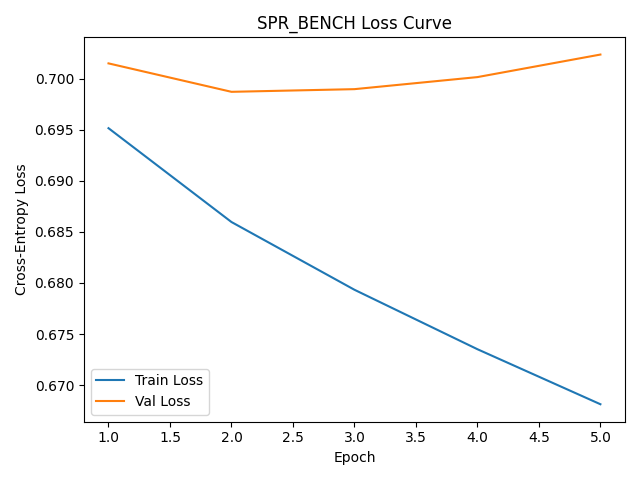 SPR_BENCH Loss Curve
Cross-Entropy Loss
0.700
0.695
0.690
0.685
0.680
0.675
0.670
Train Loss
Val Loss
1.0 1.5 2.0 2.5 3.0 3.5 4.0 4.5 5.0
Epoch